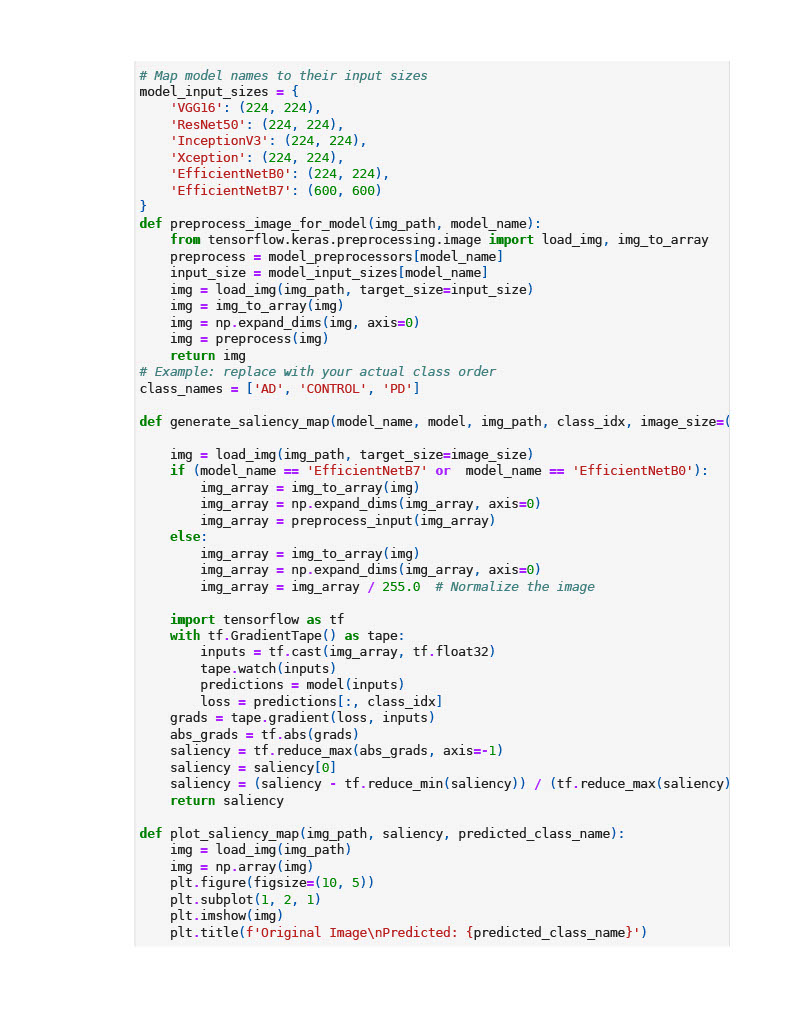 # Map model names to their input sizes
model_input_sizes = {
    'VGG16': (224, 224),
    'ResNet50': (224, 224),
    'InceptionV3': (224, 224),
    'Xception': (224, 224),
    'EfficientNetB0': (224, 224),
    'EfficientNetB7': (600, 600)
}
def preprocess_image_for_model(img_path, model_name):
    from tensorflow.keras.preprocessing.image import load_img, img_to_array
    preprocess = model_preprocessors[model_name]
    input_size = model_input_sizes[model_name]
    img = load_img(img_path, target_size=input_size)
    img = img_to_array(img)
    img = np.expand_dims(img, axis=0)
    img = preprocess(img)
    return img
# Example: replace with your actual class order
class_names = ['AD', 'CONTROL', 'PD']

def generate_saliency_map(model_name, model, img_path, class_idx, image_size=(

    img = load_img(img_path, target_size=image_size)
    if (model_name == 'EfficientNetB7' or  model_name == 'EfficientNetB0'):
        img_array = img_to_array(img)
        img_array = np.expand_dims(img_array, axis=0)
        img_array = preprocess_input(img_array)
    else:
        img_array = img_to_array(img)
        img_array = np.expand_dims(img_array, axis=0)
        img_array = img_array / 255.0  # Normalize the image

    import tensorflow as tf
    with tf.GradientTape() as tape:
        inputs = tf.cast(img_array, tf.float32)
        tape.watch(inputs)
        predictions = model(inputs)
        loss = predictions[:, class_idx]
    grads = tape.gradient(loss, inputs)
    abs_grads = tf.abs(grads)
    saliency = tf.reduce_max(abs_grads, axis=-1)
    saliency = saliency[0]
    saliency = (saliency - tf.reduce_min(saliency)) / (tf.reduce_max(saliency)
    return saliency

def plot_saliency_map(img_path, saliency, predicted_class_name):
    img = load_img(img_path)
    img = np.array(img)
    plt.figure(figsize=(10, 5))
    plt.subplot(1, 2, 1)
    plt.imshow(img)
    plt.title(f'Original Image\nPredicted: {predicted_class_name}')